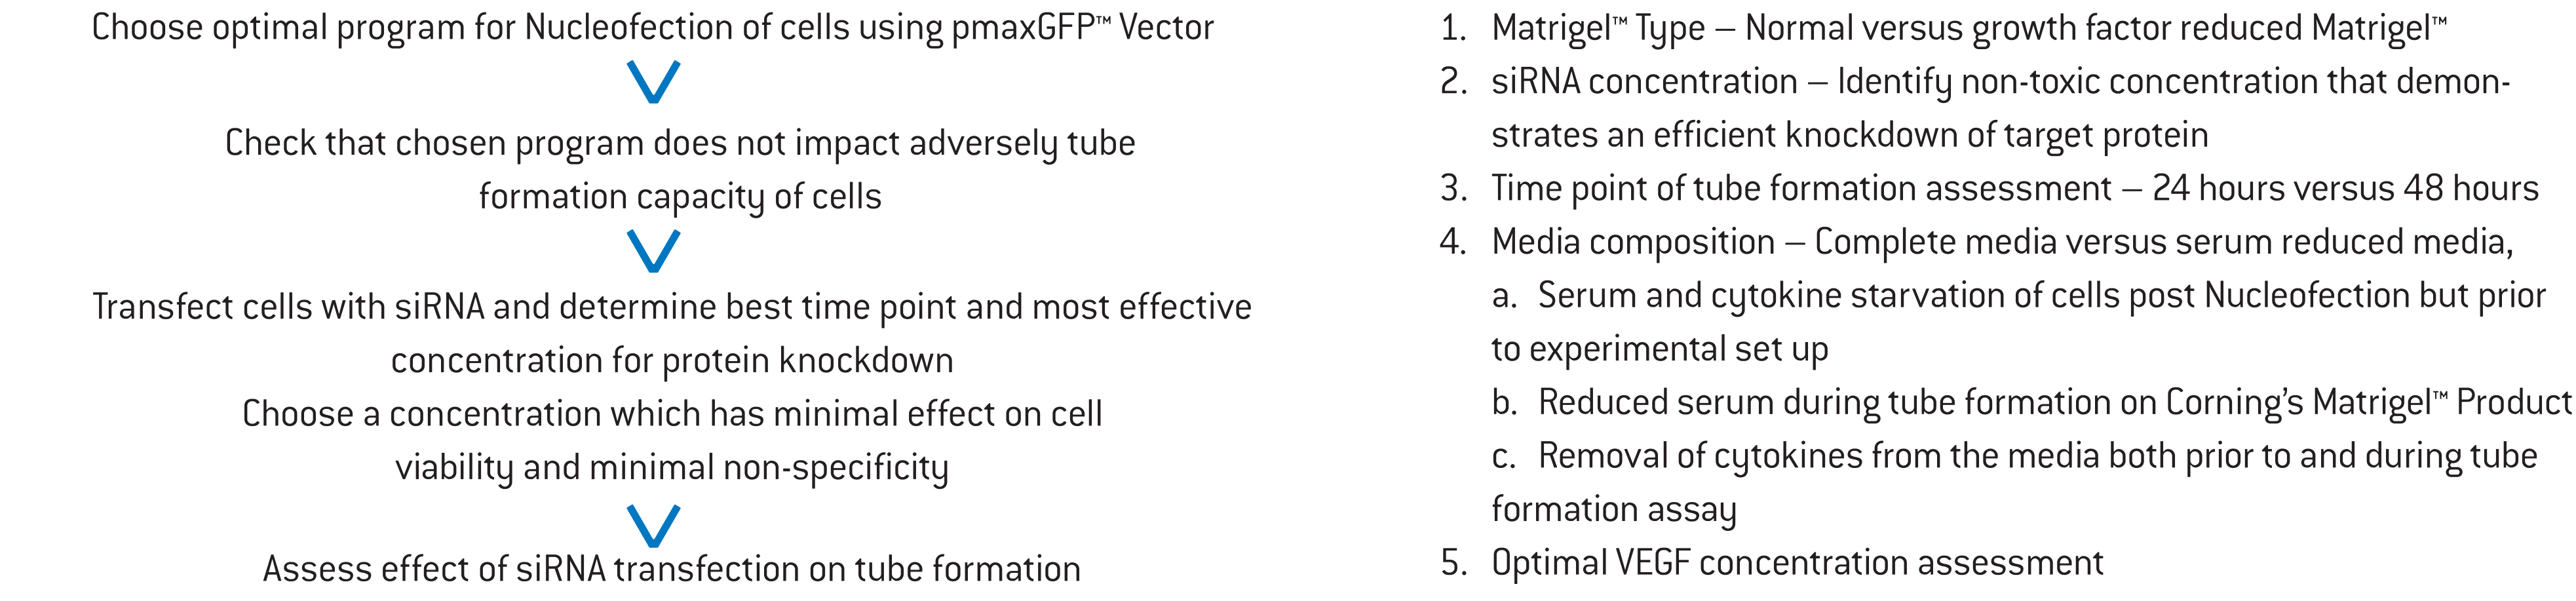 Choose optimal program for Nucleofection of cells using pmaxGFP™ Vector
Check that chosen program does not impact adversely tube
formation capacity of cells
Transfect cells with siRNA and determine best time point and most effective
concentration for protein knockdown
Choose a concentration which has minimal effect on cell
viability and minimal non-specificity
Assess effect of siRNA transfection on tube formation
1. Matrigel™ Type – Normal versus growth factor reduced Matrigel™
2. siRNA concentration – Identify non-toxic concentration that demon-
strates an efficient knockdown of target protein
3. Time point of tube formation assessment – 24 hours versus 48 hours
4. Media composition – Complete media versus serum reduced media,
a. Serum and cytokine starvation of cells post Nucleofection but prior
to experimental set up
b. Reduced serum during tube formation on Corning’s Matrigel™ Product
c. Removal of cytokines from the media both prior to and during tube
formation assay
5. Optimal VEGF concentration assessment